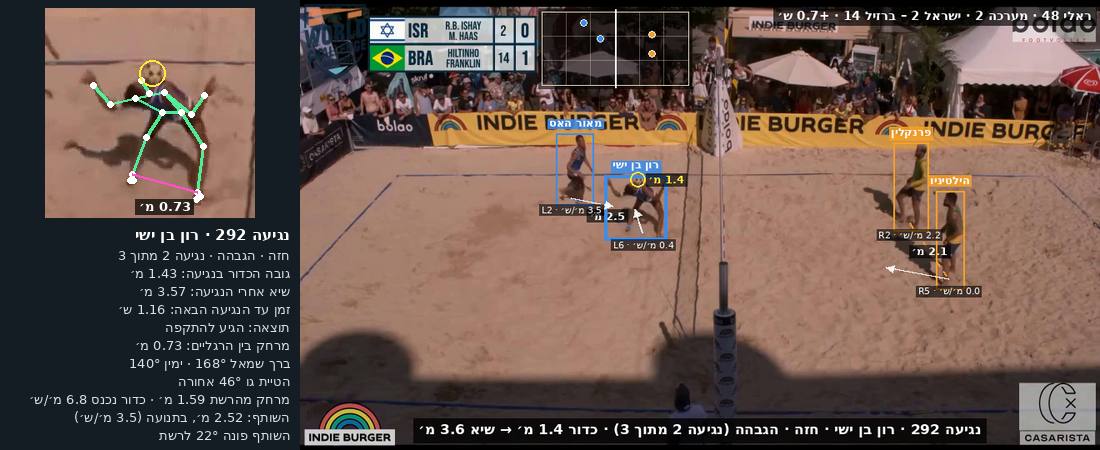 0.73 מ׳
נגיעה 292 · רון בן ישי
חזה · הגבהה · נגיעה 2 מתוך 3
גובה הכדור בנגיעה: 1.43 מ׳
שיא אחרי הנגיעה: 3.57 מ׳
זמן עד הנגיעה הבאה: 1.16 ש׳
תוצאה: הגיע להתקפה
מרחק בין הרגליים: 0.73 מ׳
ברך שמאל 168° · ימין 140°
הטיית גו 46° אחורה
מרחק מהרשת 1.59 מ׳ · כדור נכנס 6.8 מ׳/ש׳
השותף: 2.52 מ׳, בתנועה (3.5 מ׳/ש׳)
השותף פונה 22° לרשת
ראלי 48 · מערכה 2 · ישראל 2 – ברזיל 14 · +0.7 ש׳
ISR R.B. ISHAY M. HAAS 2 0
BRA HILTINHO FRANKLIN 14 1
INDIE BURGER
bolao
FOOTVOLLEY
bolao
INDIE BURGER
INDIE BURGER
bolao
CASARISTA
מאור האס
רון בן ישי
1.4 מ׳
L2 · 3.5 מ׳/ש׳
2.5 מ׳
L6 · 0.4 מ׳/ש׳
פרנקלין
הילטיניו
R2 · 2.2 מ׳/ש׳
2.1 מ׳
R5 · 0.0 מ׳/ש׳
INDIE BURGER
נגיעה 292 · רון בן ישי · חזה · הגבהה (נגיעה 2 מתוך 3) · כדור 1.4 מ׳ → שיא 3.6 מ׳
CASARISTA